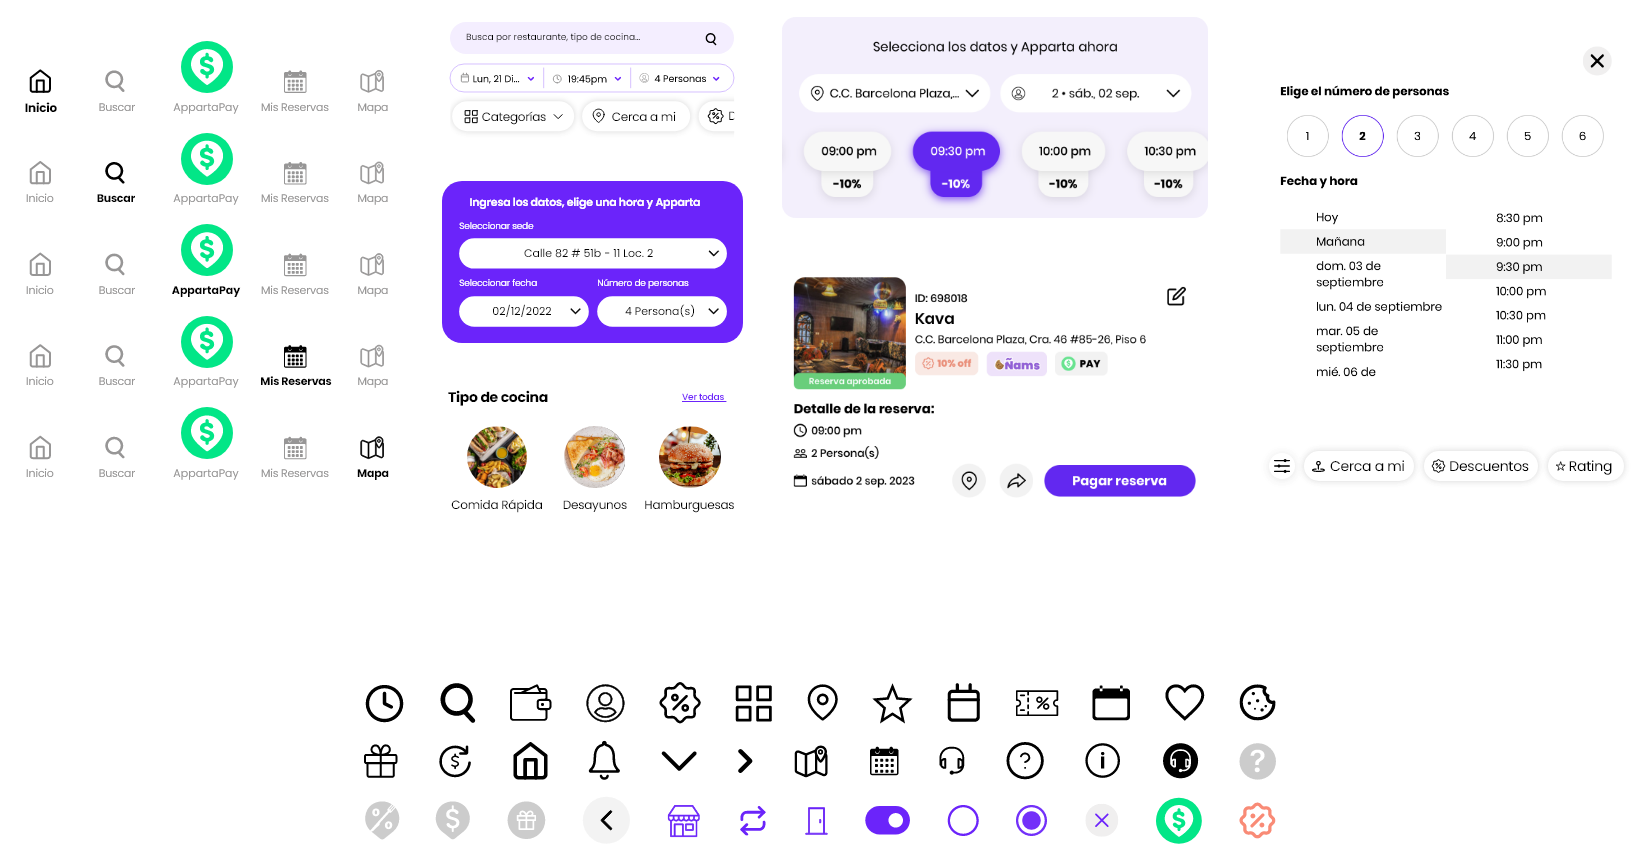 Inicio
Buscar
AppartaPay
Mis Reservas
Mapa
Inicio
Buscar
AppartaPay
Mis Reservas
Mapa
Inicio
Buscar
AppartaPay
Mis Reservas
Mapa
Inicio
Buscar
AppartaPay
Mis Reservas
Mapa
Inicio
Buscar
AppartaPay
Mis Reservas
Mapa
Busca por restaurante, tipo de cocina...
Lun, 21 Di...
19:45pm
4 Personas
Categorías
Cerca a mi
D
Ingresa los datos, elige una hora y Apparta
Seleccionar sede
Calle 82 # 51b - 11 Loc. 2
Seleccionar fecha
Número de personas
02/12/2022
4 Persona(s)
Tipo de cocina
Ver todas
Comida Rápida
Desayunos
Hamburguesas
Selecciona los datos y Apparta ahora
C.C. Barcelona Plaza,...
2 • sáb., 02 sep.
09:00 pm
09:30 pm
10:00 pm
10:30 pm
-10%
-10%
-10%
-10%
ID: 698018
Kava
C.C. Barcelona Plaza, Cra. 46 #85-26, Piso 6
10% off
Ñams
PAY
Reserva aprobada
Detalle de la reserva:
09:00 pm
2 Persona(s)
sábado 2 sep. 2023
Pagar reserva
Elige el número de personas
1
2
3
4
5
6
Fecha y hora
Hoy
Mañana
dom. 03 de
septiembre
lun. 04 de septiembre
mar. 05 de
septiembre
mié. 06 de
8:30 pm
9:00 pm
9:30 pm
10:00 pm
10:30 pm
11:00 pm
11:30 pm
Cerca a mi
Descuentos
Rating